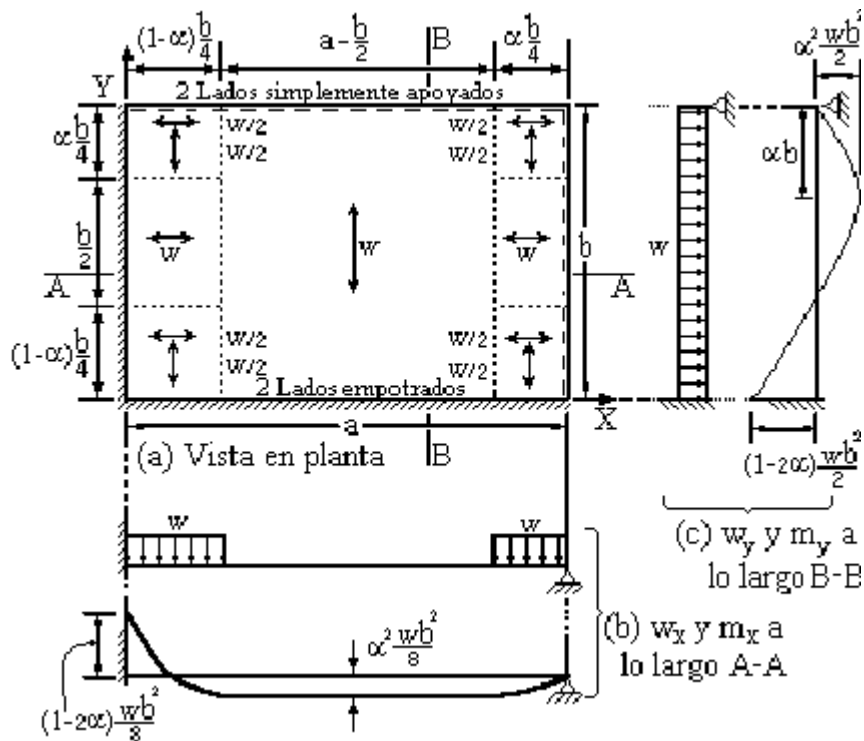 (1-α)b/4
a-b/2
B
αb/4
α² wb²/2
Y
2 Lados simplemente apoyados
αb/4
W/2
W/2
W/2
W/2
αb
b/2
w
w
w
b
w
A
A
(1-α)b/4
W/2
W/2
W/2
W/2
2 Lados empotrados
X
a
(a) Vista en planta
B
(1-2α)wb²/2
w
w
(c) wy y my a
lo largo B-B
(b) wx y mx a
lo largo A-A
α² wb²/8
(1-2α)wb²/8